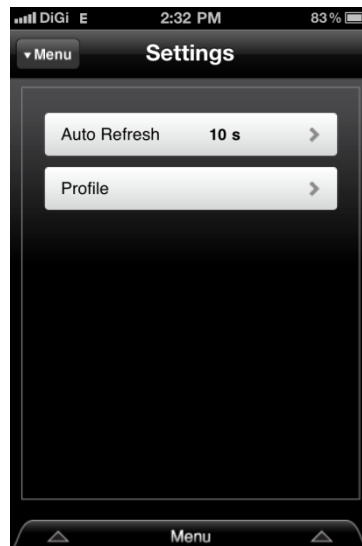 DiGi E 2:32 PM 83%
Menu Settings
Auto Refresh 10 s
Profile
Menu